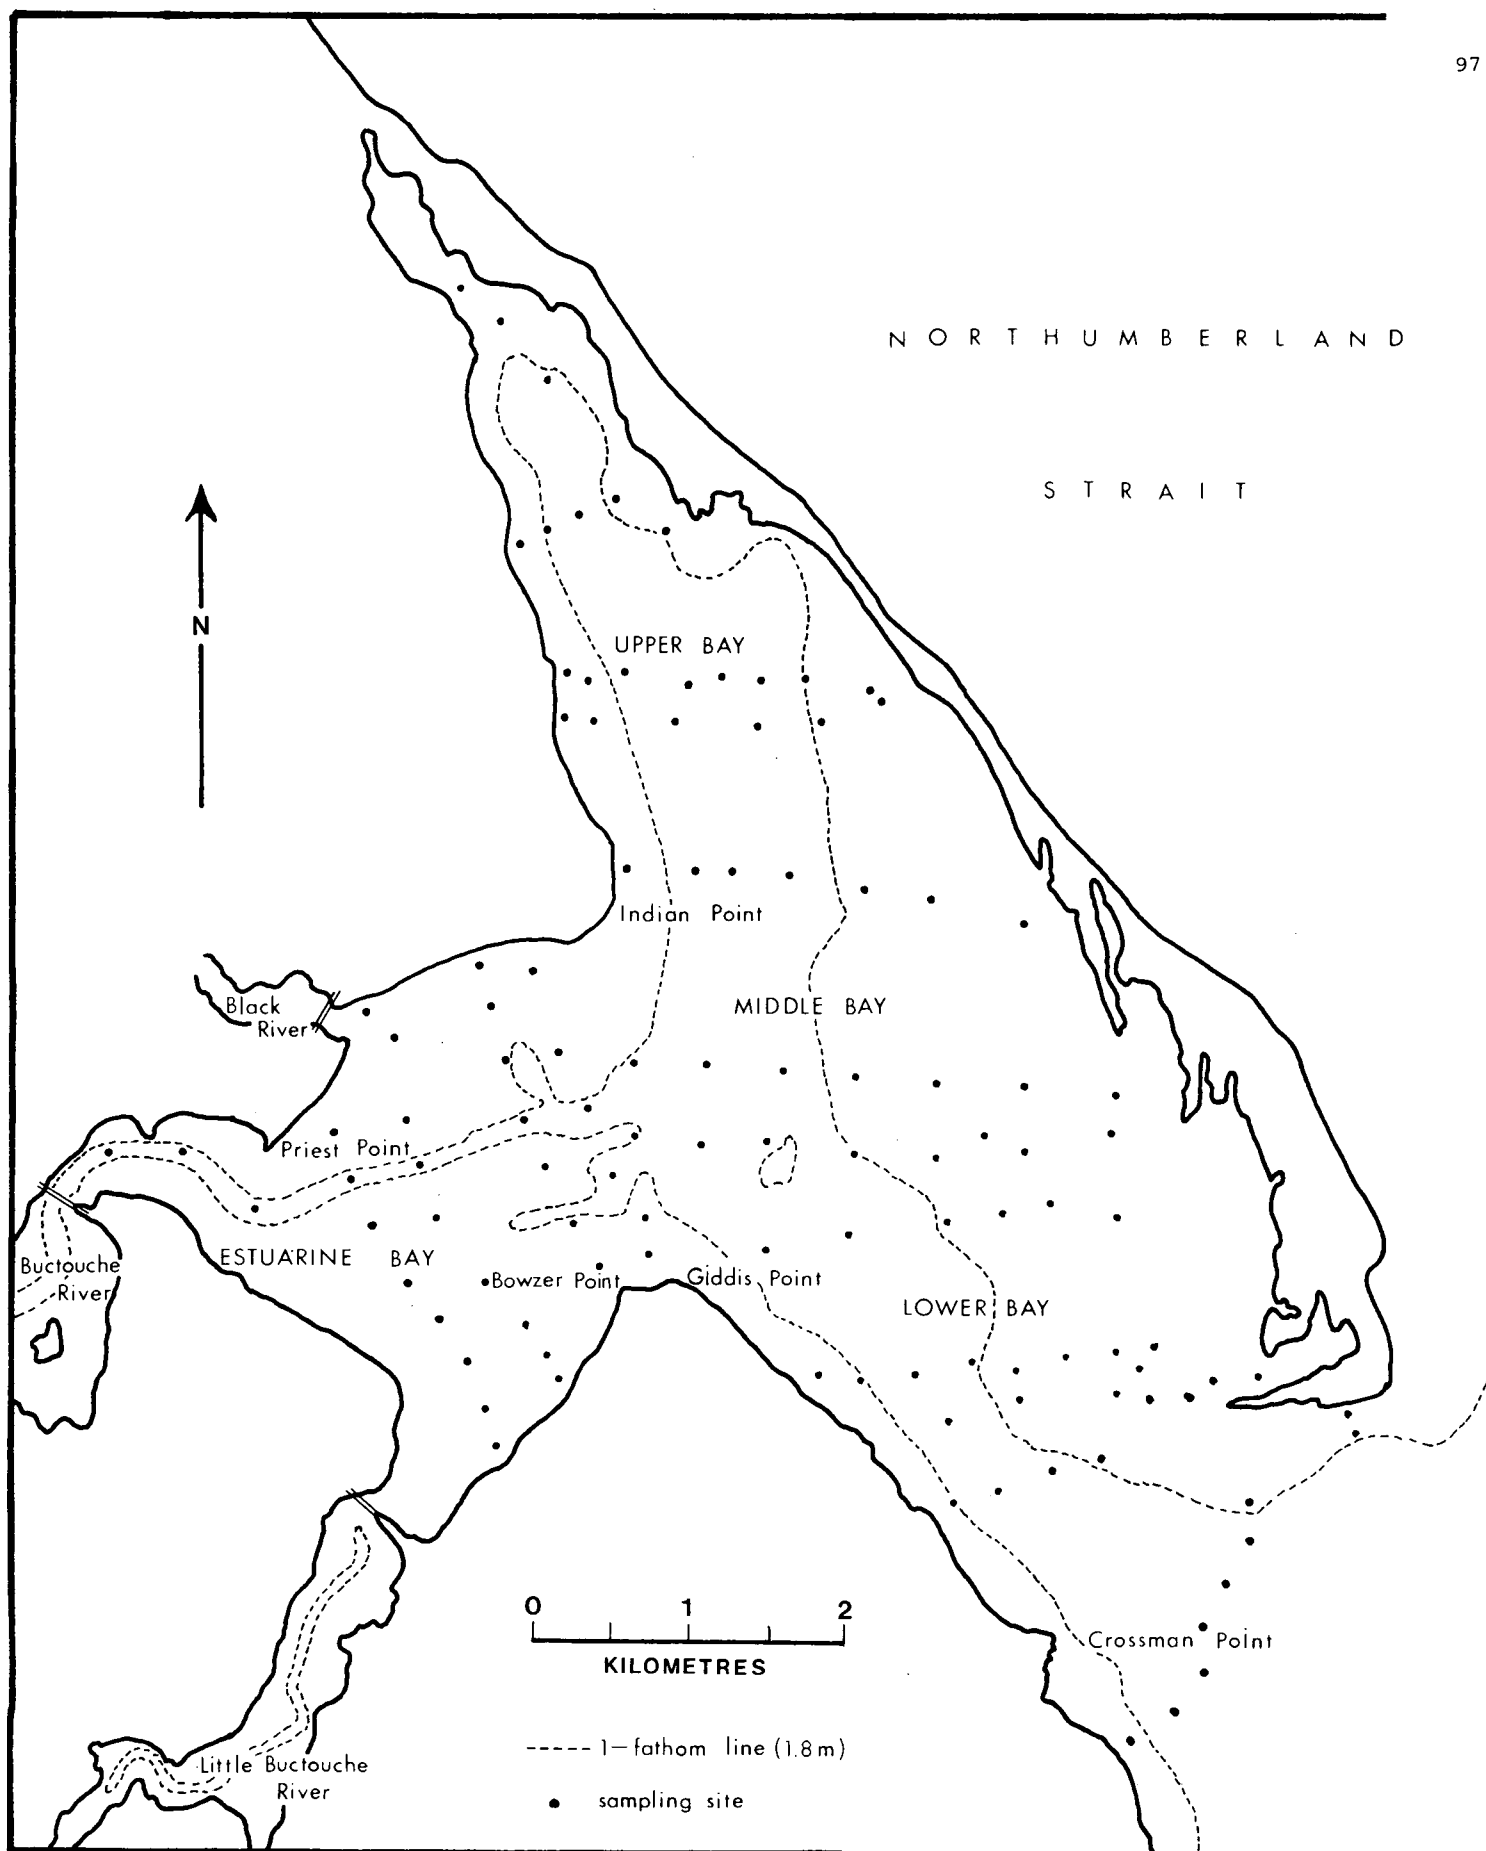 97
NORTHUMBERLAND
STRAIT
N
UPPER BAY
Indian Point
Black
River
MIDDLE BAY
Priest Point
ESTUARINE BAY
Buctouche
River
Bowzer Point
Giddis Point
LOWER BAY
0 1 2
KILOMETRES
Crossman Point
1-fathom line (1.8m)
sampling site
Little Buctouche
River